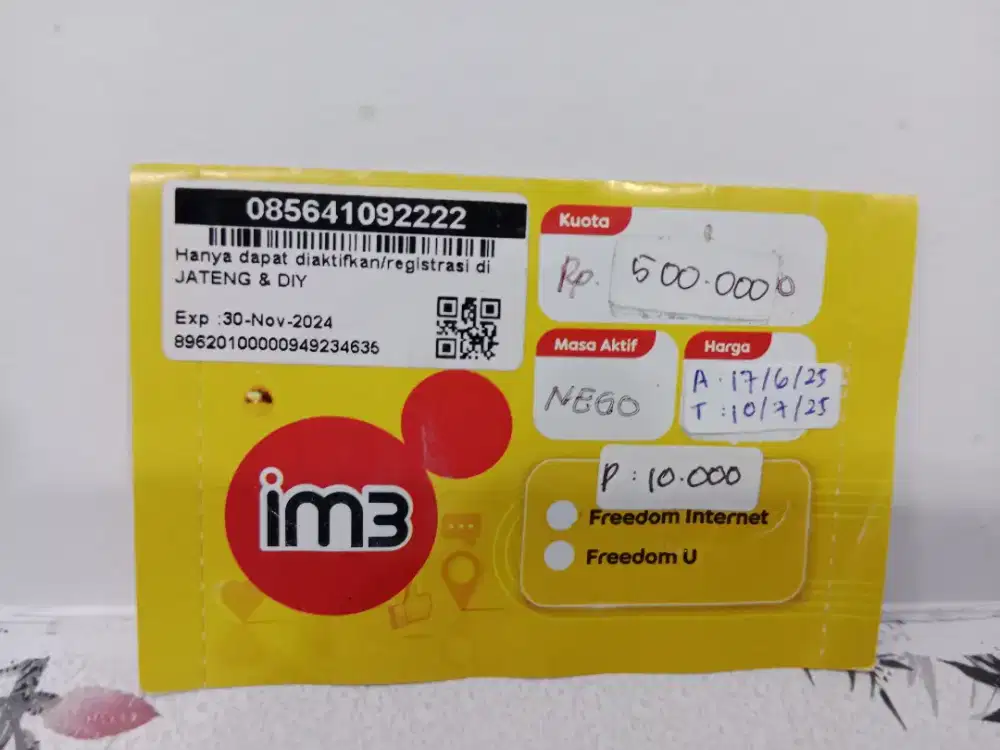 085641092222
Hanya dapat diaktifkan/registrasi di
JATENG & DIY
Exp :30-Nov-2024
89620100000949234635
im3
Kuota
Rp. 500.000
Masa Aktif
NEGO
Harga
A : 17/6/25
T : 10/7/25
P : 10.000
Freedom Internet
Freedom U